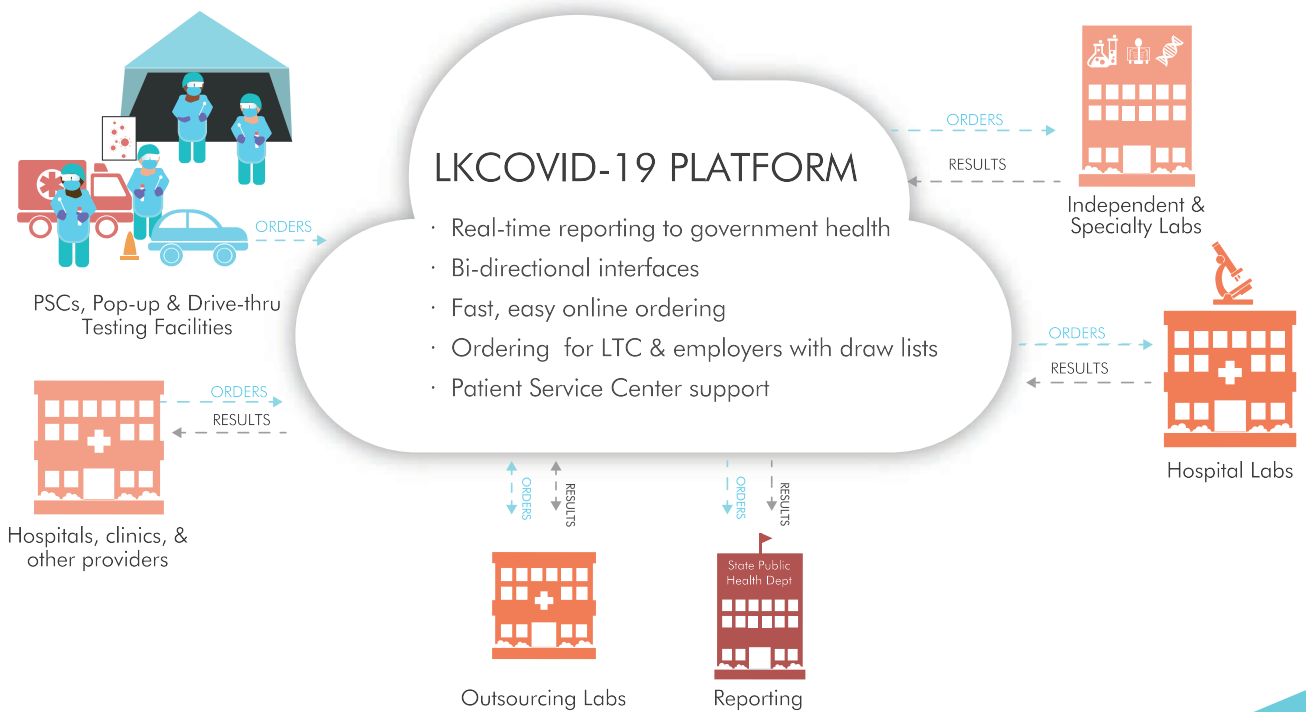 LKCOVID-19 PLATFORM
· Real-time reporting to government health
· Bi-directional interfaces
· Fast, easy online ordering
· Ordering for LTC & employers with draw lists
· Patient Service Center support
ORDERS
PSCs, Pop-up & Drive-thru
Testing Facilities
ORDERS
RESULTS
Hospitals, clinics, &
other providers
ORDERS
RESULTS
Independent &
Specialty Labs
ORDERS
RESULTS
Hospital Labs
ORDERS
RESULTS
Outsourcing Labs
ORDERS
RESULTS
State Public
Health Dept
Reporting